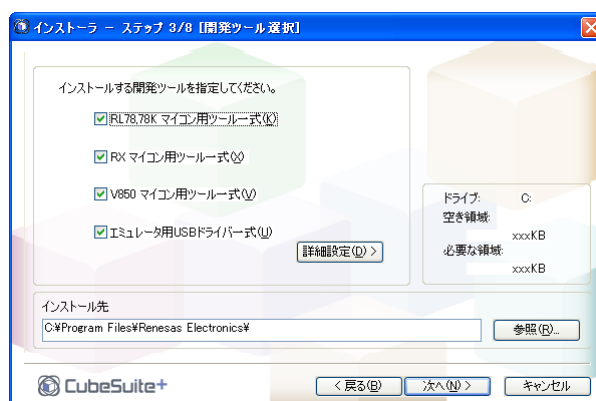 インストーラ － ステップ 3/8 [開発ツール選択]
インストールする開発ツールを指定してください。
RL78,78K マイコン用ツール一式(K)
RX マイコン用ツール一式(X)
V850 マイコン用ツール一式(V)
エミュレータ用USBドライバー式(U)
詳細設定(D) >
ドライブ: C:
空き領域:
xxxKB
必要な領域:
xxxKB
インストール先
C:¥Program Files¥Renesas Electronics¥
参照(R)...
CubeSuite+
< 戻る(B)
次へ(N) >
キャンセル